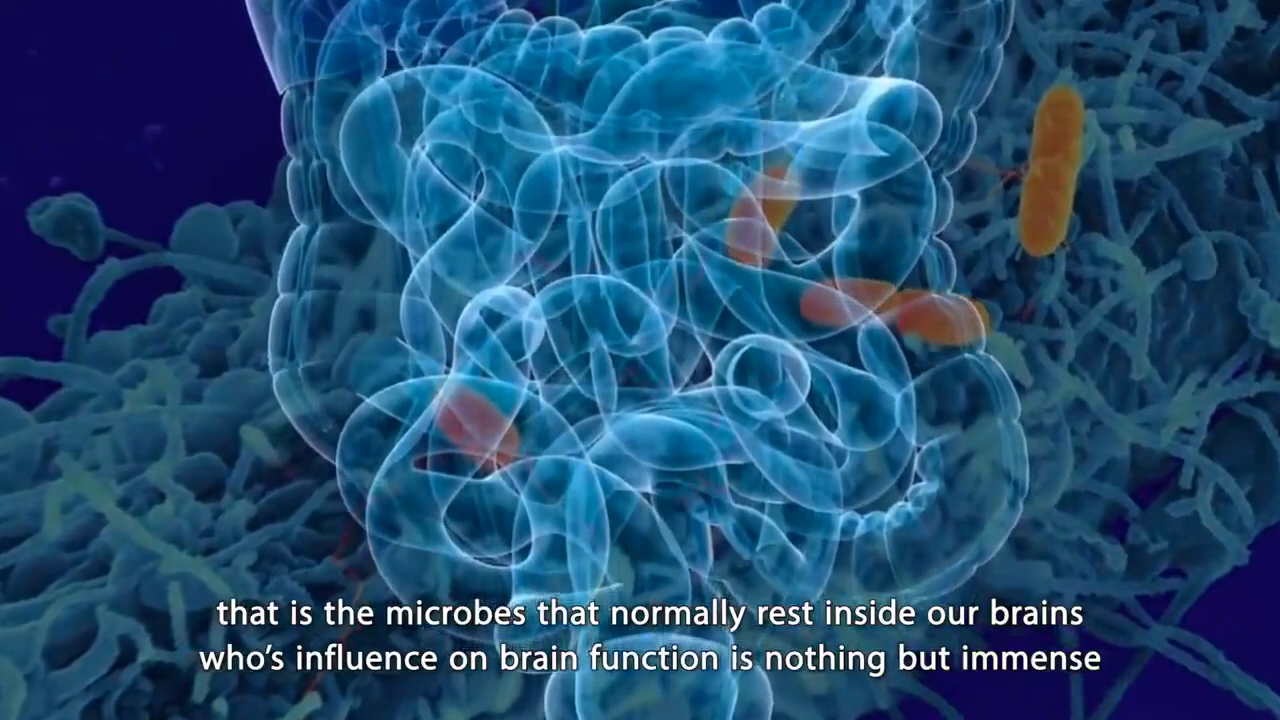 that is the microbes that normally rest inside our brains
who's influence on brain function is nothing but immense